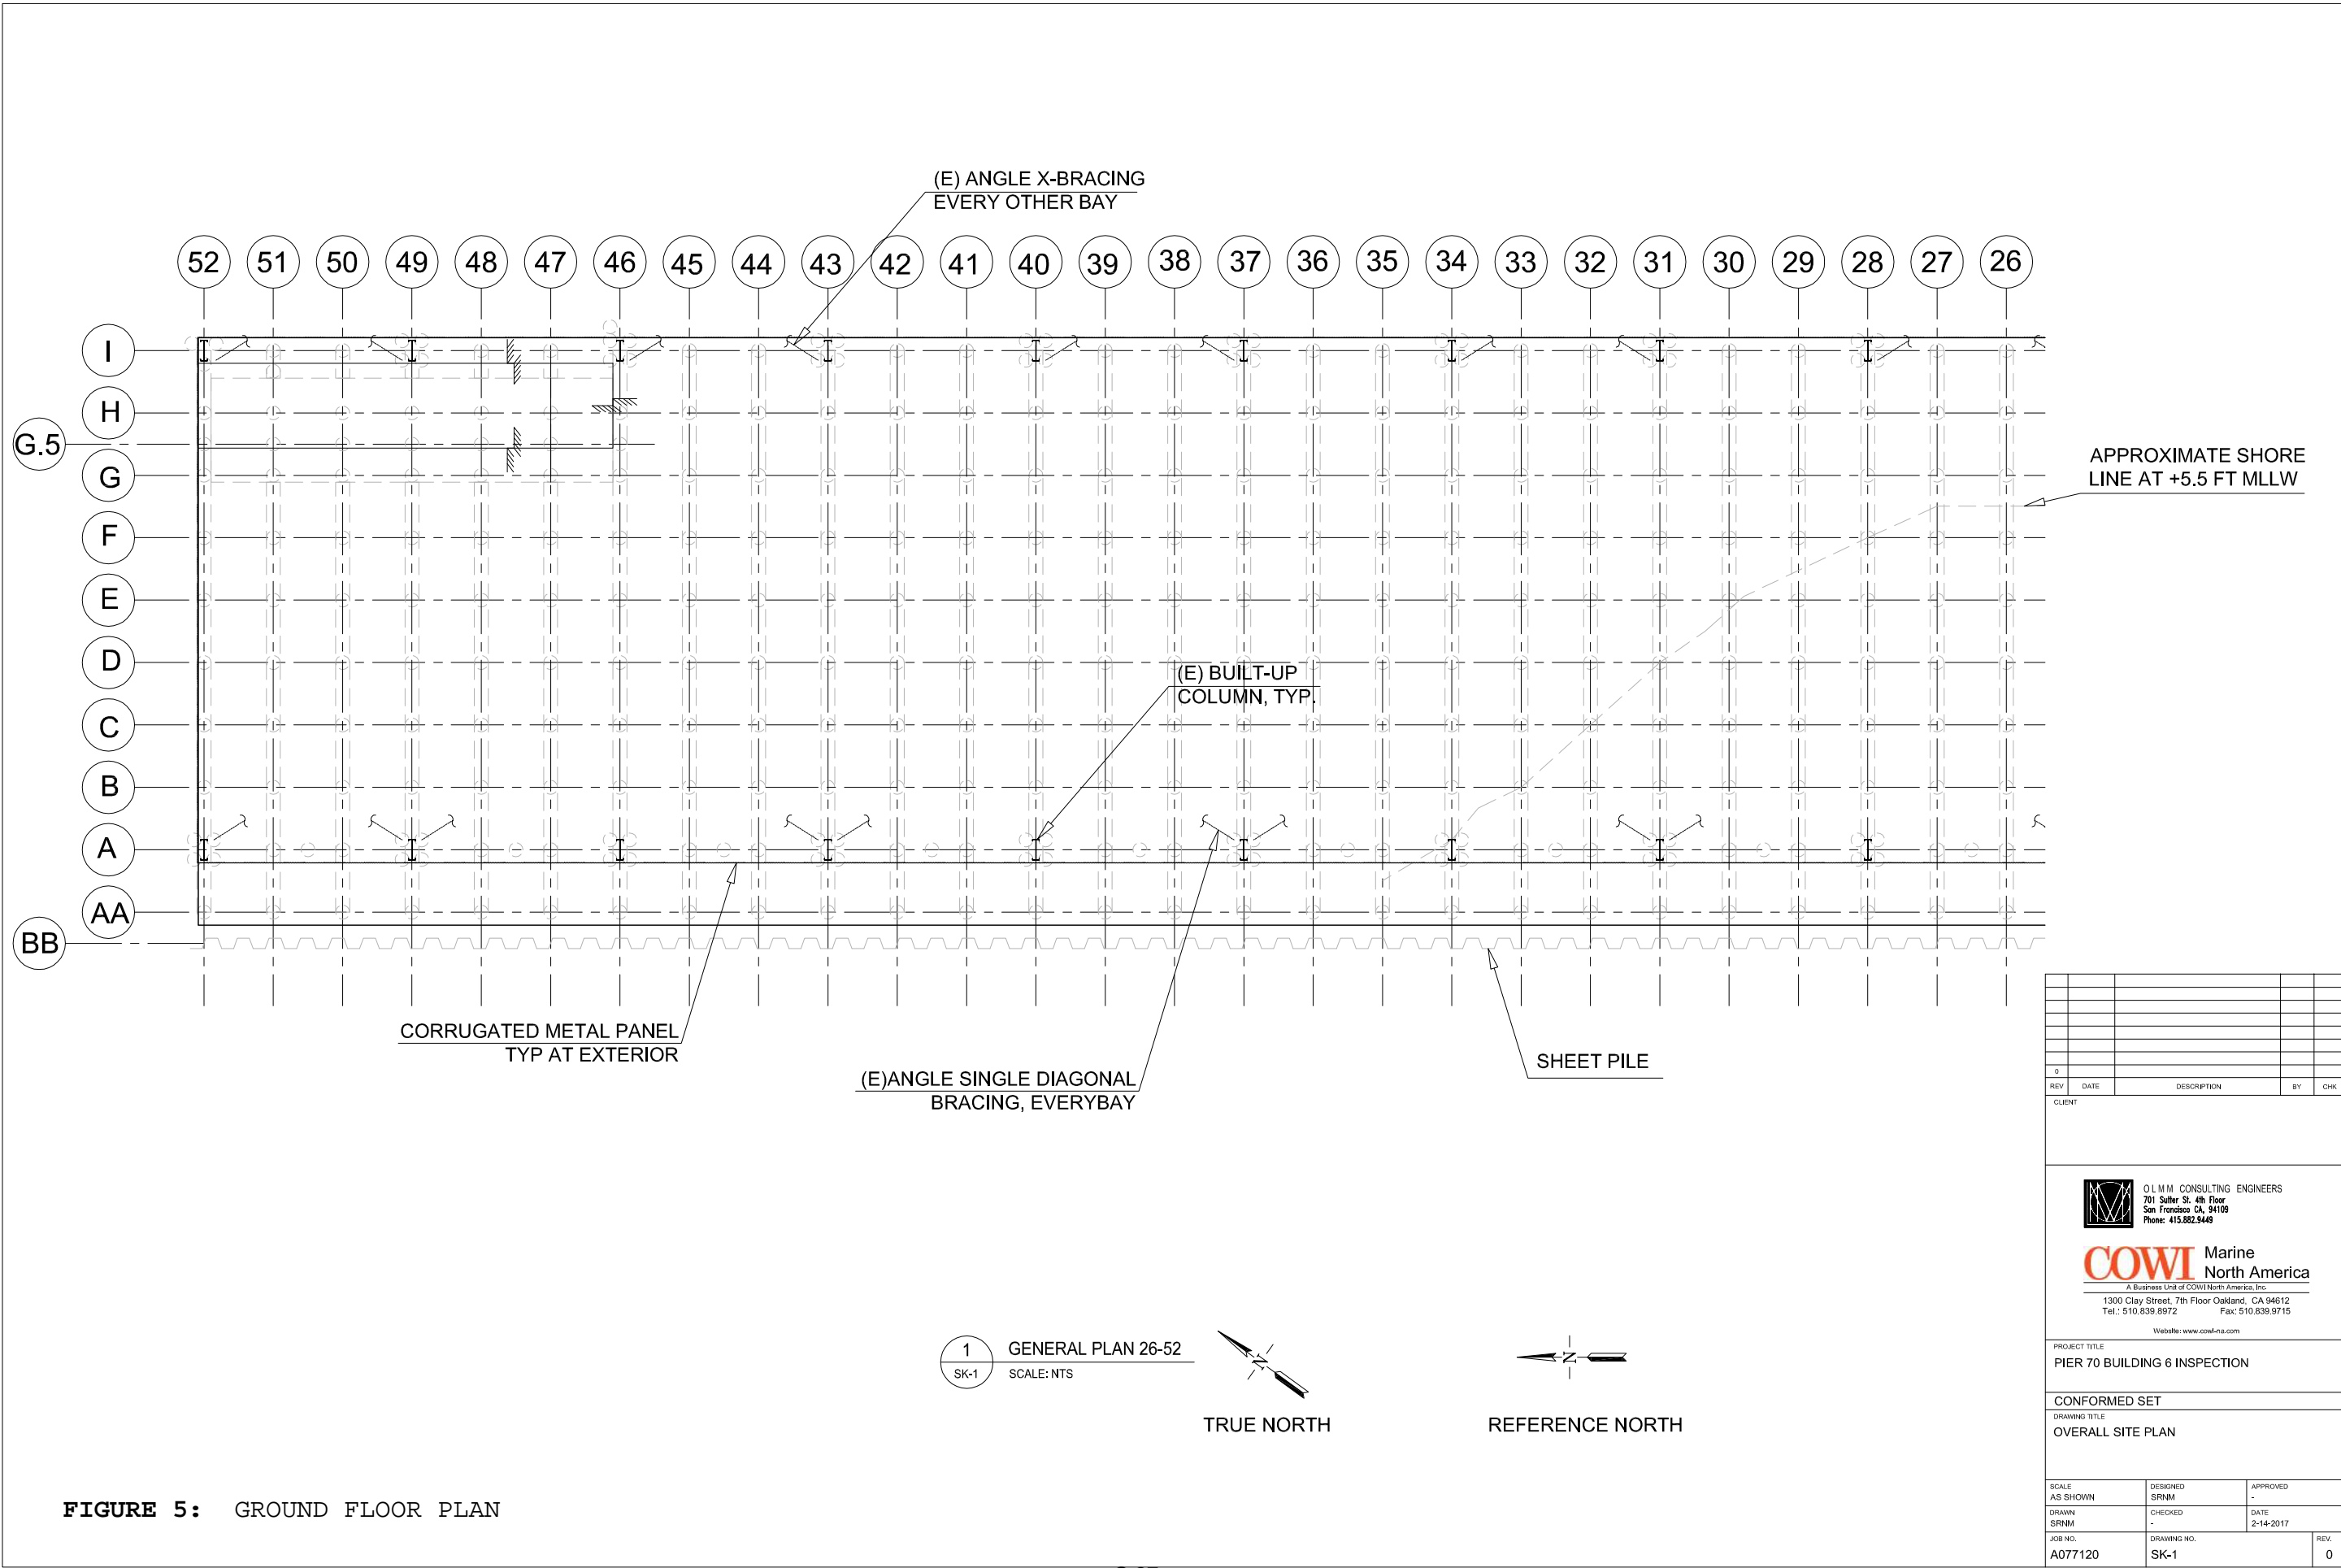 (E) ANGLE X-BRACING
EVERY OTHER BAY
52 51 50 49 48 47 46 45 44 43 42 41 40 39 38 37 36 35 34 33 32 31 30 29 28 27 26
I
H
G.5
G
F
E
D
C
B
A
AA
BB
APPROXIMATE SHORE
LINE AT +5.5 FT MLLW
(E) BUILT-UP
COLUMN, TYP.
CORRUGATED METAL PANEL
TYP AT EXTERIOR
(E)ANGLE SINGLE DIAGONAL
BRACING, EVERYBAY
SHEET PILE
1
SK-1
GENERAL PLAN 26-52
SCALE: NTS
N
TRUE NORTH
N
REFERENCE NORTH
FIGURE 5: GROUND FLOOR PLAN
0
REV DATE DESCRIPTION BY CHK
CLIENT
OLMM CONSULTING ENGINEERS
701 Sutter St. 4th Floor
San Francisco CA, 94109
Phone: 415.882.9449
COWI Marine
North America
A Business Unit of COWI North America, Inc.
1300 Clay Street, 7th Floor Oakland, CA 94612
Tel.: 510.839.8972 Fax: 510.839.9715
Website: www.cowi-na.com
PROJECT TITLE
PIER 70 BUILDING 6 INSPECTION
CONFORMED SET
DRAWING TITLE
OVERALL SITE PLAN
SCALE DESIGNED APPROVED
AS SHOWN SRNM -
DRAWN CHECKED DATE
SRNM - 2-14-2017
JOB NO. DRAWING NO. REV.
A077120 SK-1 0